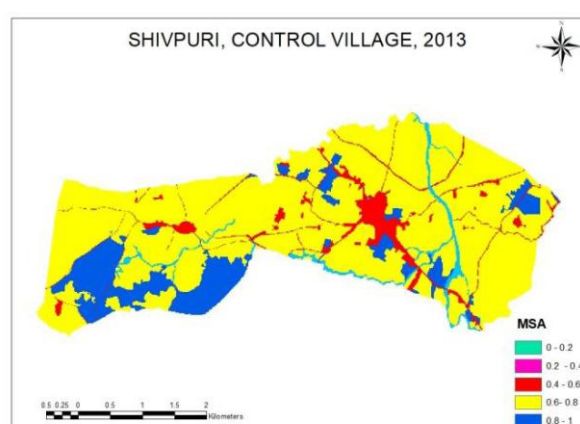 SHIVPURI, CONTROL VILLAGE, 2013
N
MSA
0 - 0.2
0.2 - 0.4
0.4 - 0.6
0.6 - 0.8
0.8 - 1
0.5 0.25 0 0.5 1 1.5 2
Kilometers